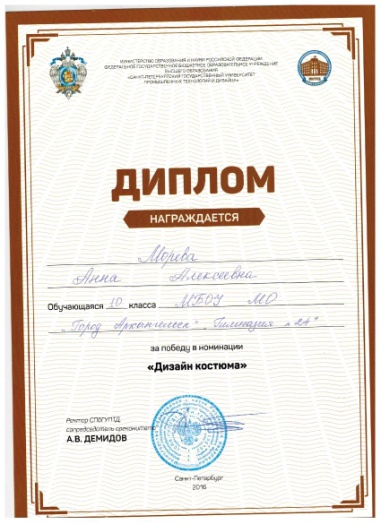 МИНИСТЕРСТВО ОБРАЗОВАНИЯ И НАУКИ РОССИЙСКОЙ ФЕДЕРАЦИИ
ФЕДЕРАЛЬНОЕ ГОСУДАРСТВЕННОЕ БЮДЖЕТНОЕ ОБРАЗОВАТЕЛЬНОЕ УЧРЕЖДЕНИЕ
ВЫСШЕГО ОБРАЗОВАНИЯ
«САНКТ-ПЕТЕРБУРГСКИЙ ГОСУДАРСТВЕННЫЙ УНИВЕРСИТЕТ
ПРОМЫШЛЕННЫХ ТЕХНОЛОГИЙ И ДИЗАЙНА»
ДИПЛОМ
НАГРАЖДАЕТСЯ
Морева
Анна Алексеевна
Обучающаяся 10 класса МБОУ МО
"Город Архангельск" "Гимназия № 24"
за победу в номинации
«Дизайн костюма»
Ректор СПбГУПТД,
сопредседатель оргкомитета
А.В. ДЕМИДОВ
Санкт-Петербург
2016